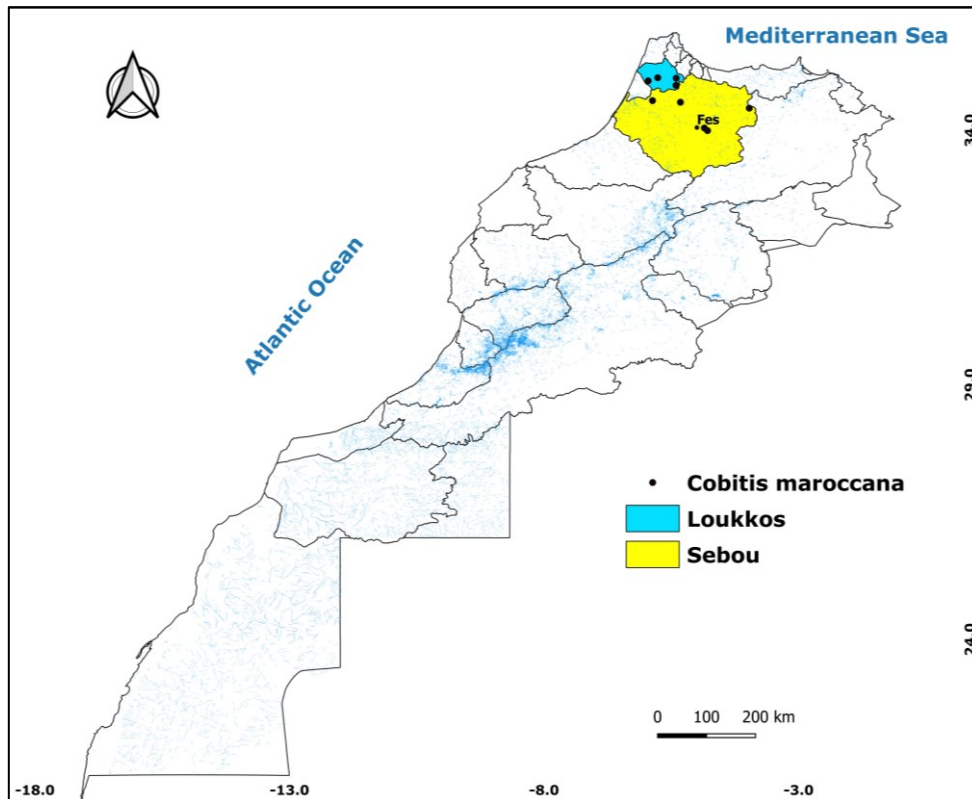 Mediterranean Sea
34.0
Fes
Atlantic Ocean
29.0
Cobitis maroccana
Loukkos
Sebou
24.0
0 100 200 km
-18.0 -13.0 -8.0 -3.0